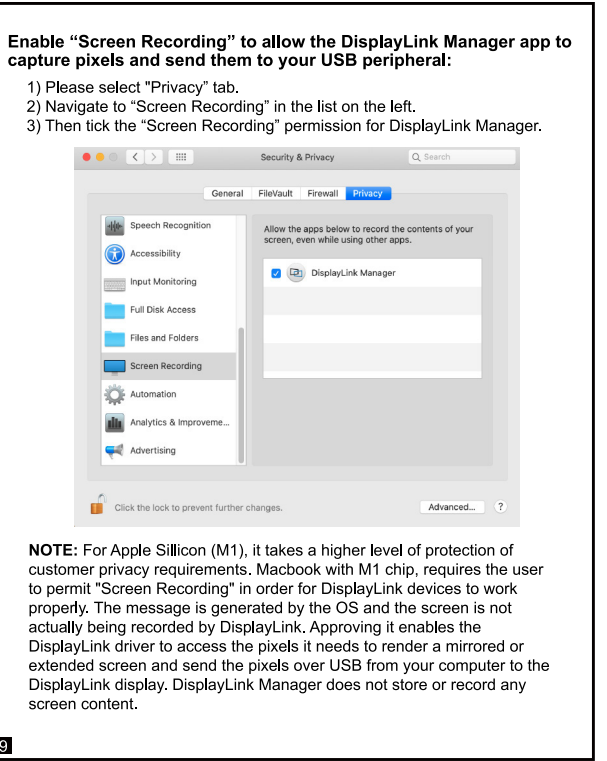 Enable “Screen Recording” to allow the DisplayLink Manager app to
capture pixels and send them to your USB peripheral:
1) Please select "Privacy” tab.
2) Navigate to “Screen Recording” in the list on the left.
3) Then tick the “Screen Recording” permission for DisplayLink Manager.
Security & Privacy
Search
General FileVault Firewall Privacy
Speech Recognition
Accessibility
Input Monitoring
Full Disk Access
Files and Folders
Screen Recording
Automation
Analytics & Improveme...
Advertising
Allow the apps below to record the contents of your
screen, even while using other apps.
DisplayLink Manager
Click the lock to prevent further changes.
Advanced...
?
NOTE: For Apple Sillicon (M1), it takes a higher level of protection of
customer privacy requirements. Macbook with M1 chip, requires the user
to permit "Screen Recording" in order for DisplayLink devices to work
properly. The message is generated by the OS and the screen is not
actually being recorded by DisplayLink. Approving it enables the
DisplayLink driver to access the pixels it needs to render a mirrored or
extended screen and send the pixels over USB from your computer to the
DisplayLink display. DisplayLink Manager does not store or record any
screen content.
9